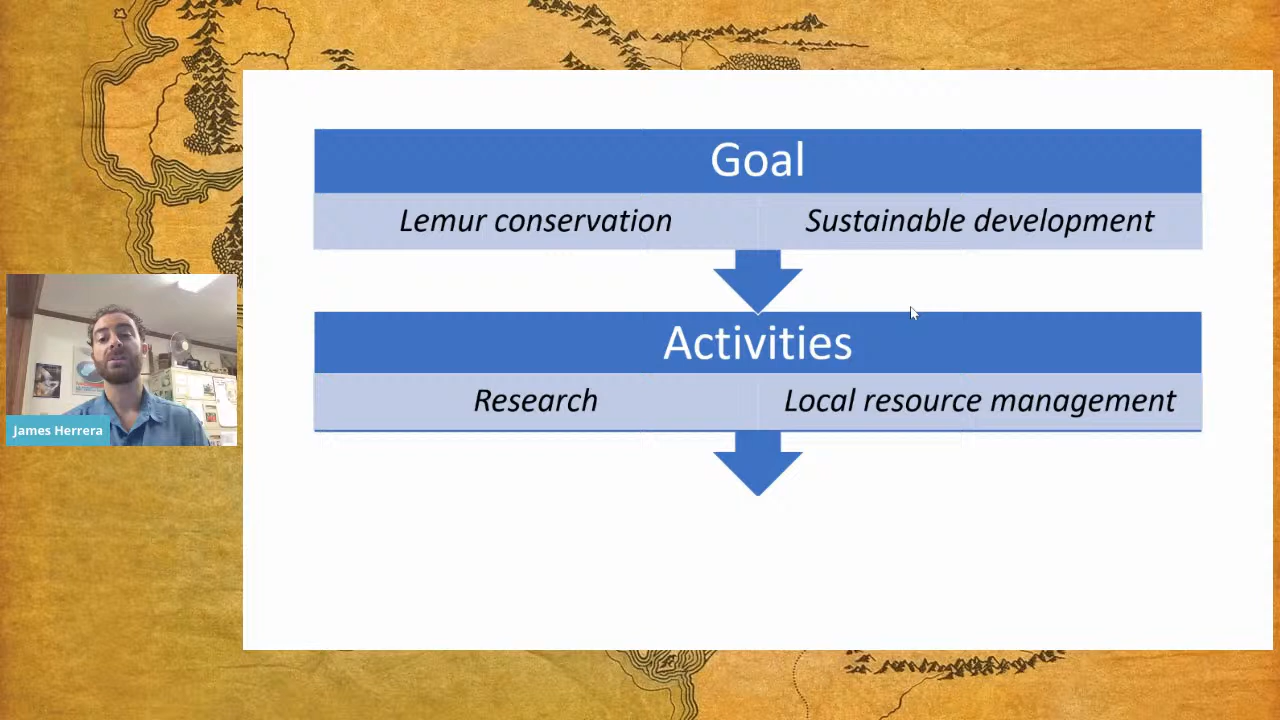 Goal
Lemur conservation
Sustainable development
Activities
Research
Local resource management
James Herrera